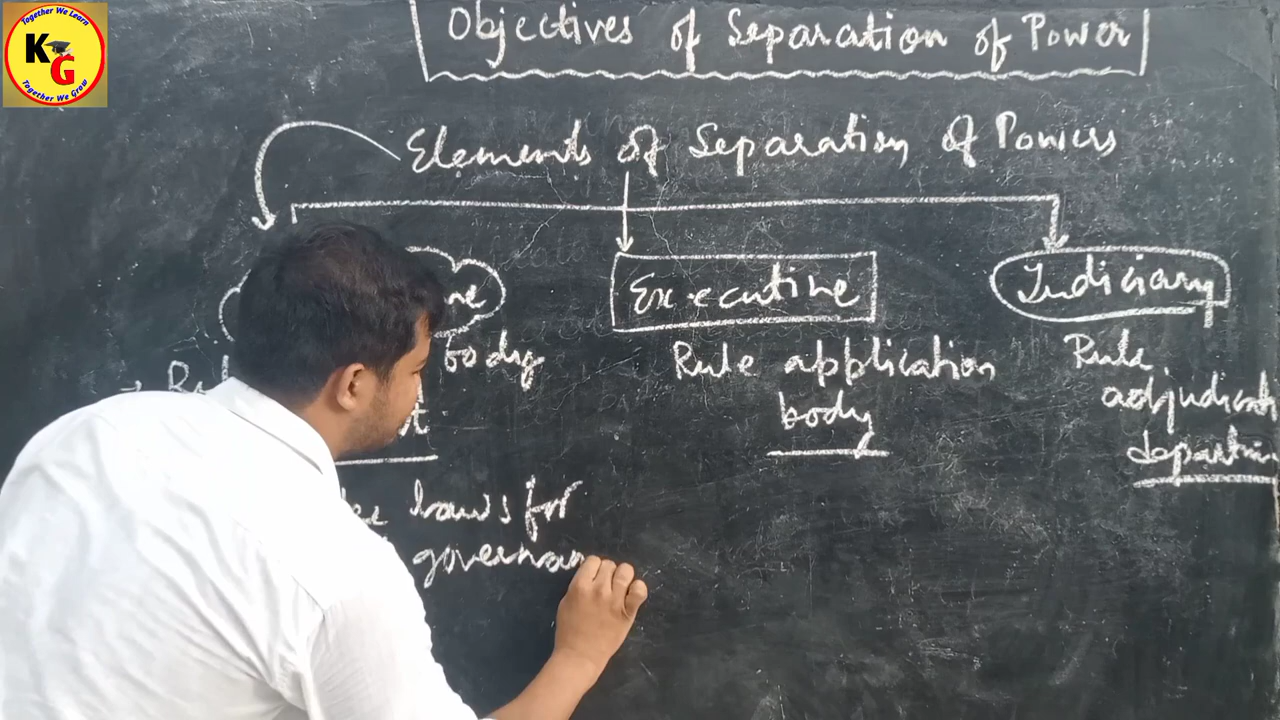 Together We Learn
KG
Together We Grow
Objectives of Separation of Power
Elements of Separation of Powers
Executive
Judiciary
body
Rule application
body
Rule
adjudicati
departm
laws for
governan